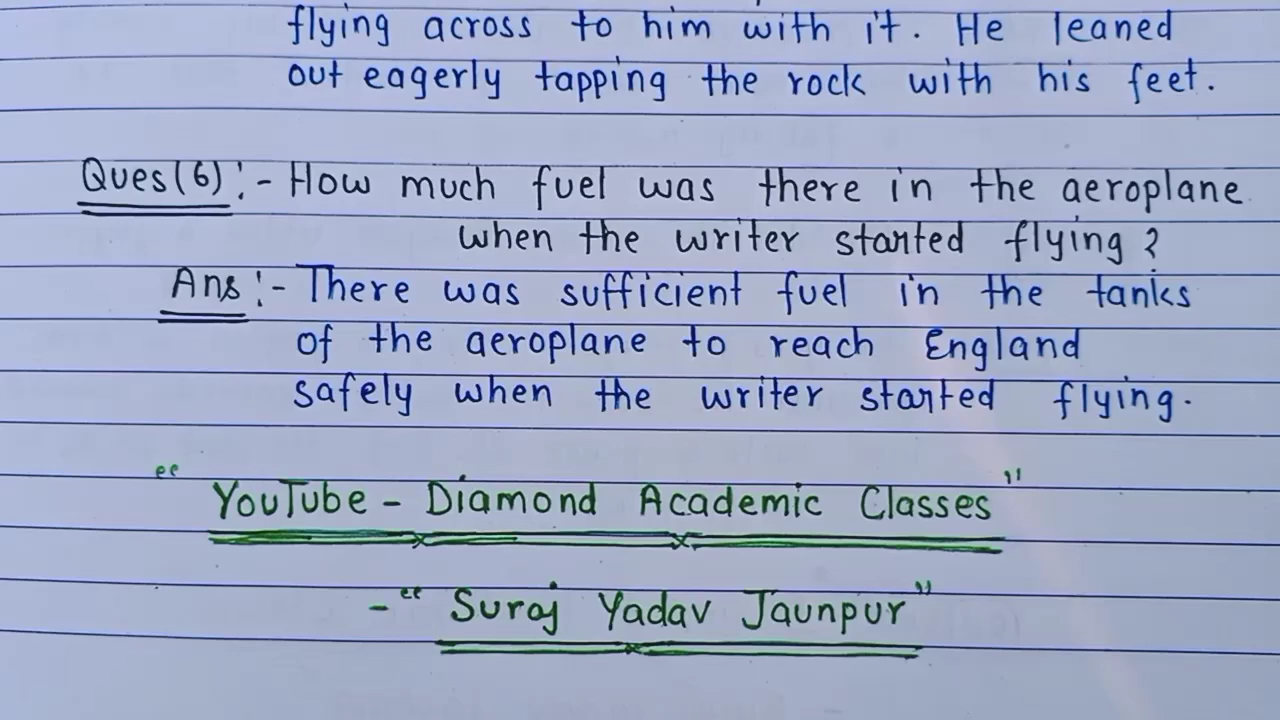 flying across to him with it. He leaned
out eagerly tapping the rock with his feet.
Ques(6):- How much fuel was there in the aeroplane
when the writer started flying?
Ans:- There was sufficient fuel in the tanks
of the aeroplane to reach England
safely when the writer started flying.
"YouTube - Diamond Academic Classes"
-"Suraj Yadav Jaunpur"